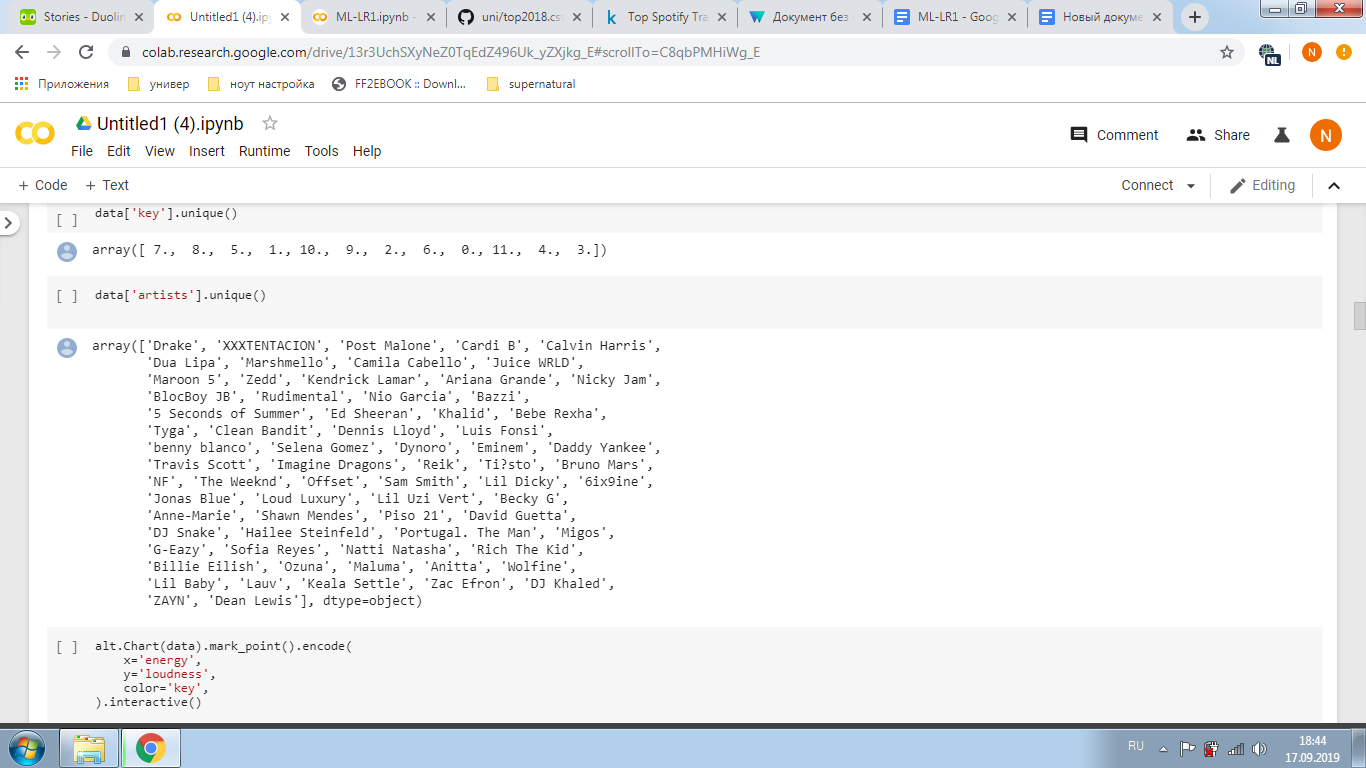 Stories - Duolin
Untitled1 (4).ipy
ML-LR1.ipynb -
uni/top2018.csv
Top Spotify Tra
Документ без
ML-LR1 - Goog
Новый докуме
colab.research.google.com/drive/13r3UchSXyNeZ0TqEdZ496Uk_yZXjkg_E#scrollTo=C8qbPMHiWg_E
NL
N
Приложения
универ
ноут настройка
FF2EBOOK :: Downl...
supernatural
Untitled1 (4).ipynb
File Edit View Insert Runtime Tools Help
Comment
Share
N
+ Code + Text
Connect
Editing
[ ] data['key'].unique()
array([ 7.,  8.,  5.,  1., 10.,  9.,  2.,  6.,  0., 11.,  4.,  3.])
[ ] data['artists'].unique()
array(['Drake', 'XXXTENTACION', 'Post Malone', 'Cardi B', 'Calvin Harris',
'Dua Lipa', 'Marshmello', 'Camila Cabello', 'Juice WRLD',
'Maroon 5', 'Zedd', 'Kendrick Lamar', 'Ariana Grande', 'Nicky Jam',
'BlocBoy JB', 'Rudimental', 'Nio Garcia', 'Bazzi',
'5 Seconds of Summer', 'Ed Sheeran', 'Khalid', 'Bebe Rexha',
'Tyga', 'Clean Bandit', 'Dennis Lloyd', 'Luis Fonsi',
'benny blanco', 'Selena Gomez', 'Dynoro', 'Eminem', 'Daddy Yankee',
'Travis Scott', 'Imagine Dragons', 'Reik', 'Ti?sto', 'Bruno Mars',
'NF', 'The Weeknd', 'Offset', 'Sam Smith', 'Lil Dicky', '6ix9ine',
'Jonas Blue', 'Loud Luxury', 'Lil Uzi Vert', 'Becky G',
'Anne-Marie', 'Shawn Mendes', 'Piso 21', 'David Guetta',
'DJ Snake', 'Hailee Steinfeld', 'Portugal. The Man', 'Migos',
'G-Eazy', 'Sofia Reyes', 'Natti Natasha', 'Rich The Kid',
'Billie Eilish', 'Ozuna', 'Maluma', 'Anitta', 'Wolfine',
'Lil Baby', 'Lauv', 'Keala Settle', 'Zac Efron', 'DJ Khaled',
'ZAYN', 'Dean Lewis'], dtype=object)
[ ] alt.Chart(data).mark_point().encode(
x='energy',
y='loudness',
color='key',
).interactive()
RU
18:44
17.09.2019